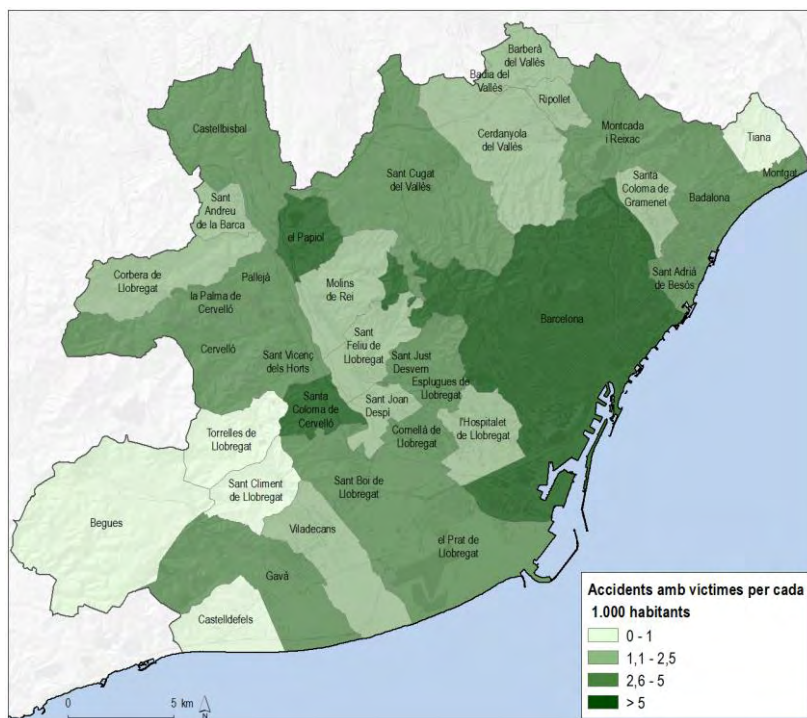 Barberà
del Vallès
Badia del
Vallès
Ripollet
Castellbisbal
Montcada
i Reixac
Tiana
Cerdanyola
del Vallès
Sant Cugat
del Vallès
Santa
Coloma de
Gramenet
Montgat
Badalona
Sant
Andreu
de la Barca
el Papiol
Sant Adrià
de Besòs
Corbera de
Llobregat
Pallejà
Molins
de Rei
la Palma de
Cervelló
Barcelona
Sant
Feliu de
Llobregat
Cervelló
Sant Vicenç
dels Horts
Sant Just
Desvern
Esplugues de
Llobregat
Santa
Coloma de
Cervelló
Sant Joan
Despí
l'Hospitalet
de Llobregat
Cornellà de
Llobregat
Torrelles de
Llobregat
Sant Climent
de Llobregat
Sant Boi de
Llobregat
Begues
Viladecans
el Prat de
Llobregat
Gavà
Castelldefels
Accidents amb víctimes per cada
1.000 habitants
0 - 1
1,1 - 2,5
2,6 - 5
> 5
0 5 km
N